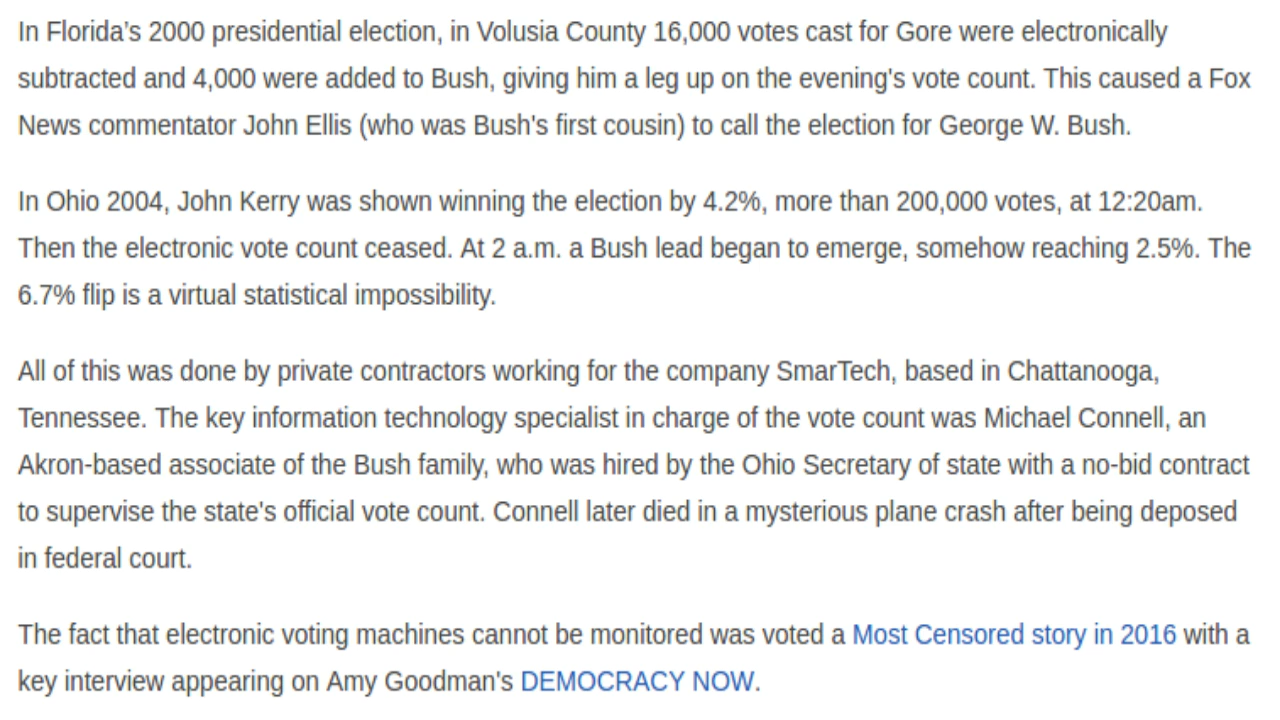 In Florida’s 2000 presidential election, in Volusia County 16,000 votes cast for Gore were electronically
subtracted and 4,000 were added to Bush, giving him a leg up on the evening's vote count. This caused a Fox
News commentator John Ellis (who was Bush's first cousin) to call the election for George W. Bush.
In Ohio 2004, John Kerry was shown winning the election by 4.2%, more than 200,000 votes, at 12:20am.
Then the electronic vote count ceased. At 2 a.m. a Bush lead began to emerge, somehow reaching 2.5%. The
6.7% flip is a virtual statistical impossibility.
All of this was done by private contractors working for the company SmarTech, based in Chattanooga,
Tennessee. The key information technology specialist in charge of the vote count was Michael Connell, an
Akron-based associate of the Bush family, who was hired by the Ohio Secretary of state with a no-bid contract
to supervise the state's official vote count. Connell later died in a mysterious plane crash after being deposed
in federal court.
The fact that electronic voting machines cannot be monitored was voted a Most Censored story in 2016 with a
key interview appearing on Amy Goodman's DEMOCRACY NOW.